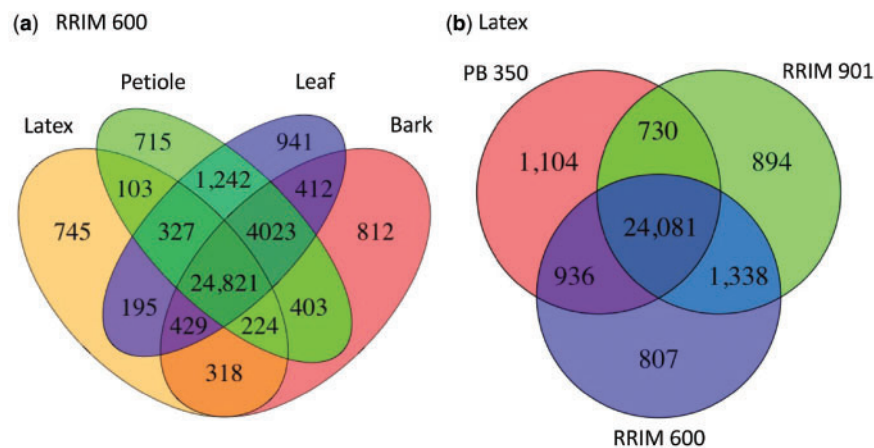 (a) RRIM 600
Petiole Leaf
Latex Bark
715 941
103 1,242 412
745 327 4023 812
24,821
195 429 224 403
318
(b) Latex
PB 350 RRIM 901
730
1,104 894
24,081
936 1,338
807
RRIM 600